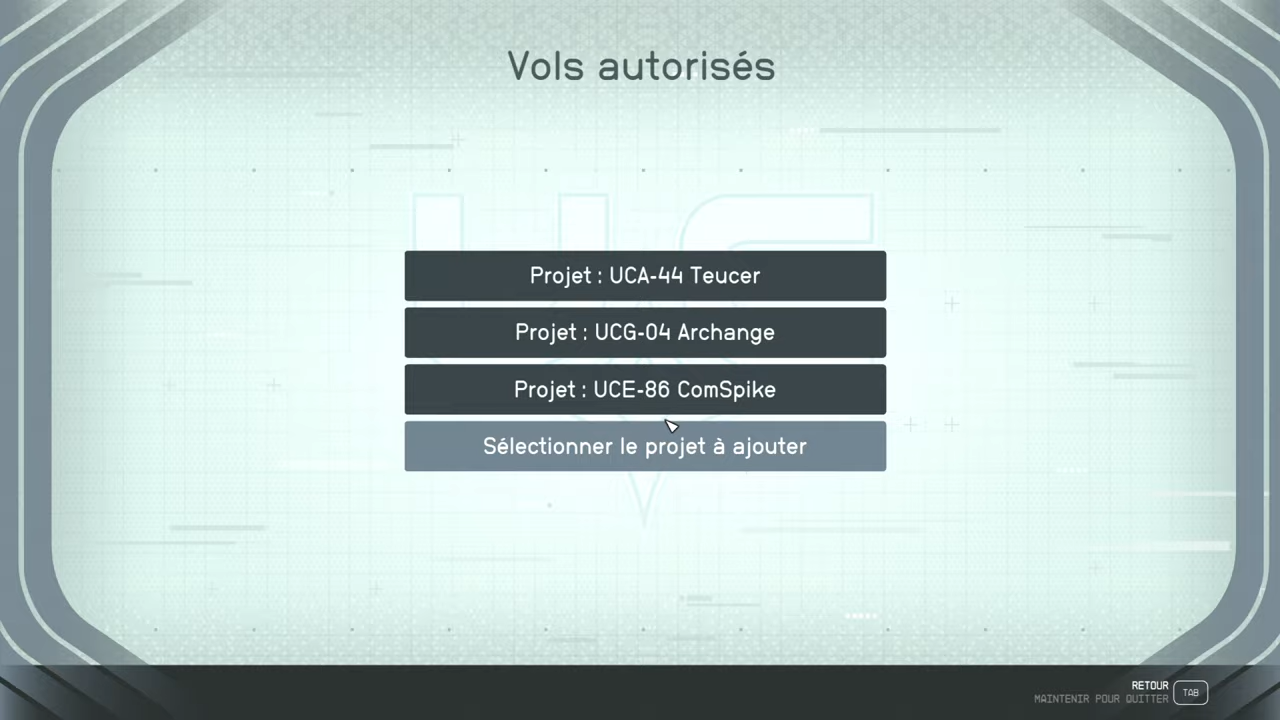 Vols autorisés
Projet : UCA-44 Teucer
Projet : UCG-04 Archange
Projet : UCE-86 ComSpike
Sélectionner le projet à ajouter
RETOUR
MAINTENIR POUR QUITTER
TAB